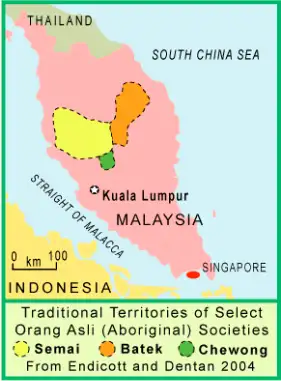 THAILAND
SOUTH CHINA SEA
STRAIGHT OF MALACCA
Kuala Lumpur
MALAYSIA
0 km 100
SINGAPORE
INDONESIA
Traditional Territories of Select
Orang Asli (Aboriginal) Societies
Semai Batek Chewong
From Endicott and Dentan 2004